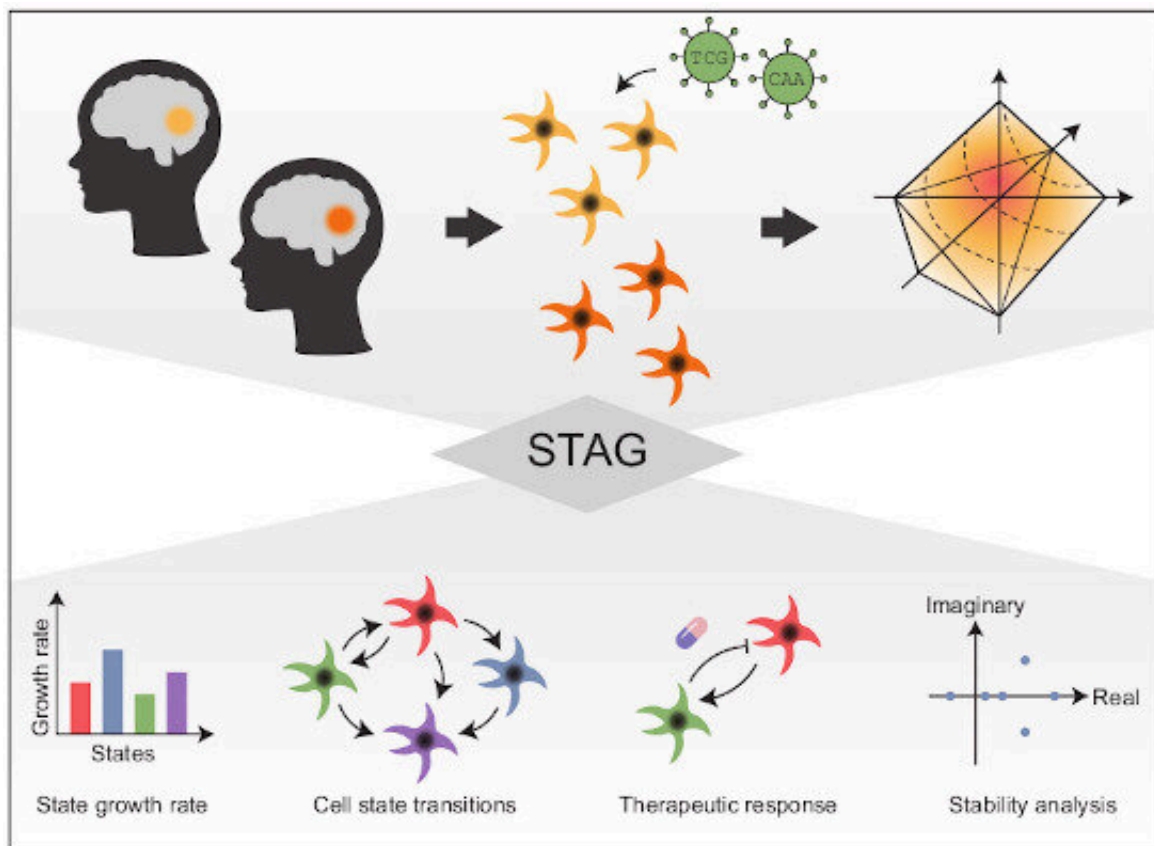 TCG
CAA
STAG
Growth rate
States
Imaginary
Real
State growth rate
Cell state transitions
Therapeutic response
Stability analysis